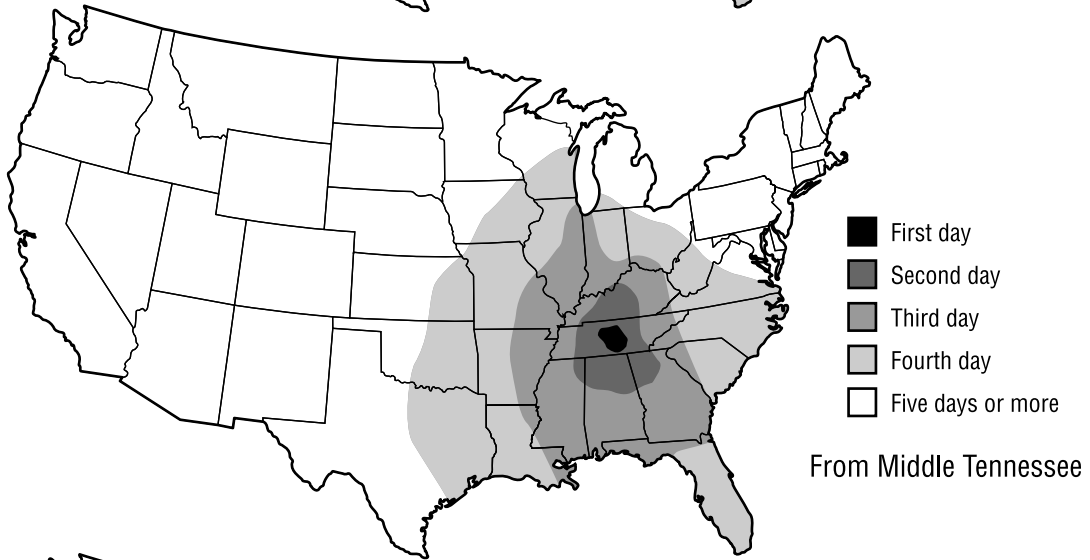 First day
Second day
Third day
Fourth day
Five days or more
From Middle Tennessee